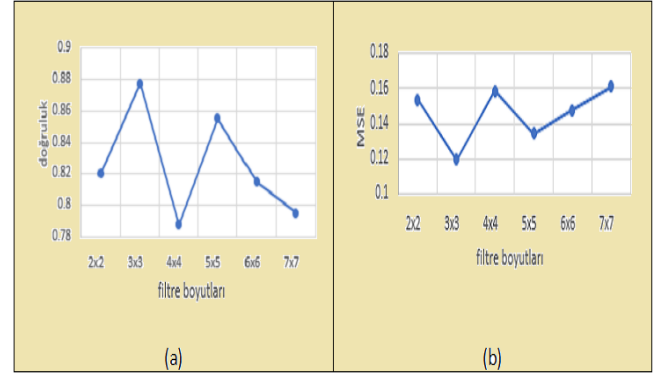 0.9
0.88
0.86
0.84
0.82
0.8
0.78
doğruluk
2x2 3x3 4x4 5x5 6x6 7x7
filtre boyutları
(a)
0.18
0.16
0.14
0.12
0.1
MSE
2x2 3x3 4x4 5x5 6x6 7x7
filtre boyutları
(b)